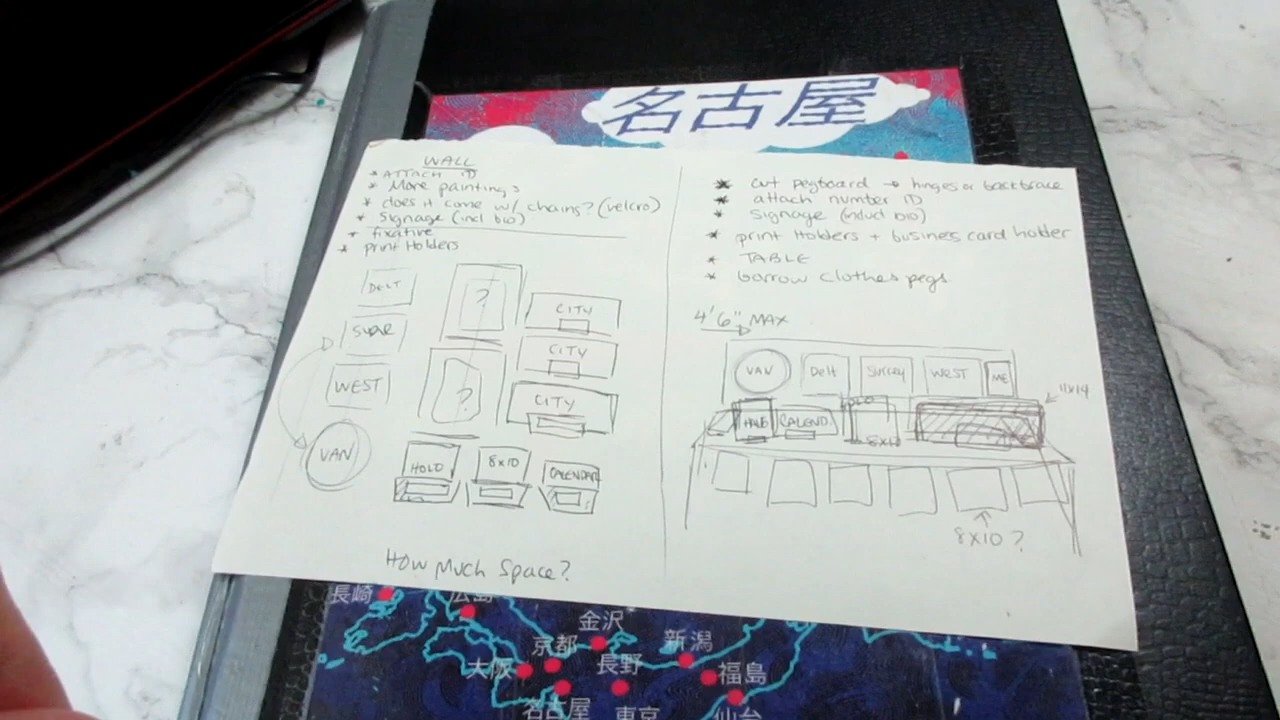 名古屋
WALL
* ATTACH ID
* More paintings
* does it come w/ chains? (velcro)
* Signage (incl bio)
* fixative
* print Holders
DELT
?
CITY
SURR
CITY
WEST
?
CITY
VAN
HOLO
8x10
CALENDAR
How Much Space?
* cut pegboard → hinges or backbrace
* attach number ID
* Signage (includ bio)
* print Holders + business card holder
* TABLE
* barrow clothes pegs
4'6" MAX
VAN
Delt
Surrey
WEST
ME
11x14
HOLO
CALEND.
8x10
8x10 ?
長崎
広島
金沢
京都
新潟
大阪
長野
福島
名古屋
東京
仙台